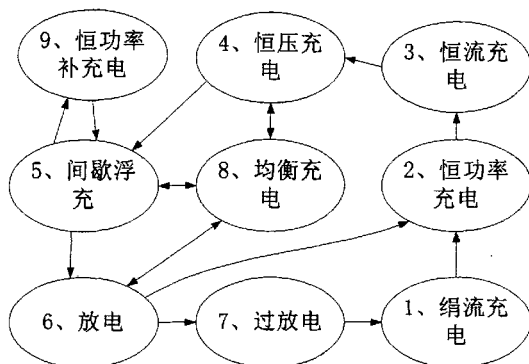 9、恒功率
补充电
4、恒压充
电
3、恒流充
电
5、间歇浮
充
8、均衡充
电
2、恒功率
充电
6、放电
7、过放电
1、绢流充
电